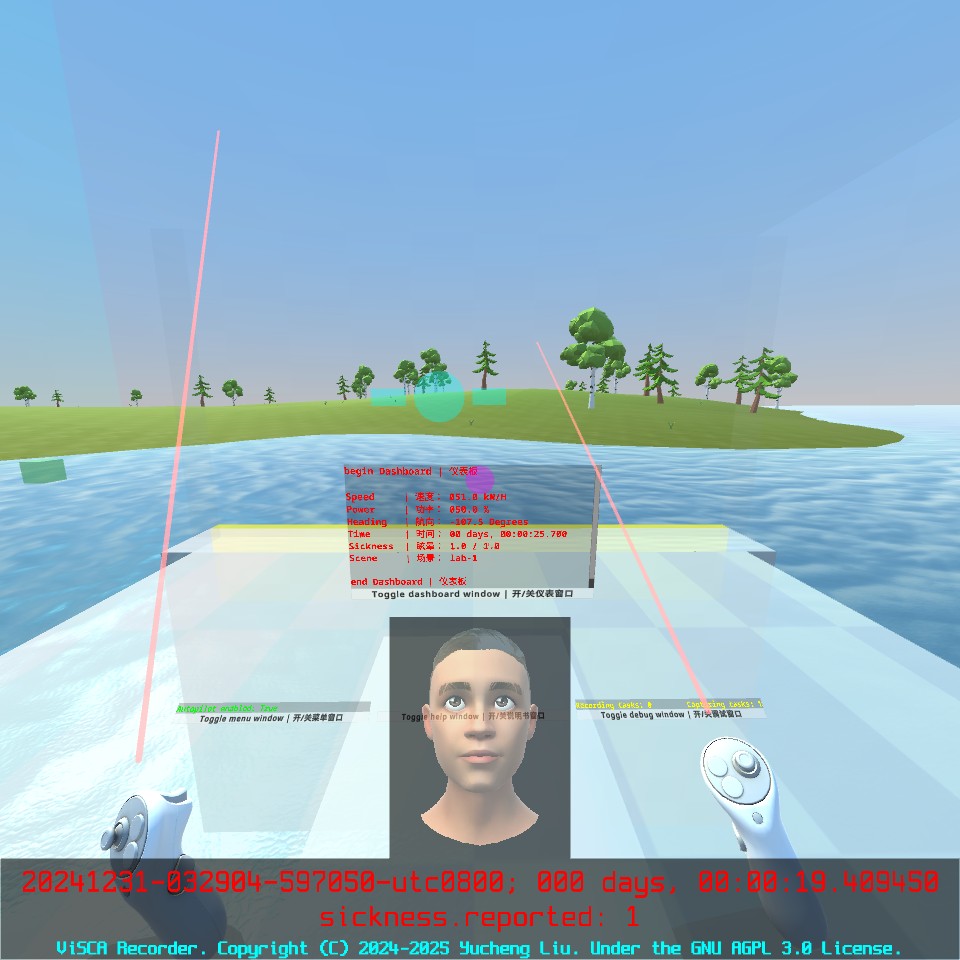 begin Dashboard | 仪表板
Speed | 速度: 051.0 kW/H
Power | 功率: 050.0 %
Heading | 航向: -107.5 Degrees
Time | 时间: 00 days, 00:00:25.700
Sickness | 眩晕: 1.0 / 1.0
Scene | 场景: lab-1
end Dashboard | 仪表板
Toggle dashboard window | 开/关仪表窗口
Autopilot enabled: True
Toggle menu window | 开/关菜单窗口
Toggle help window | 开/关说明书窗口
Recording tasks: 0 Capturing tasks: 1
Toggle debug window | 开/关调试窗口
20241231-032904-597050-utc0800; 000 days, 00:00:19.409450
sickness.reported: 1
ViSCA Recorder. Copyright (C) 2024-2025 Yucheng Liu. Under the GNU AGPL 3.0 License.